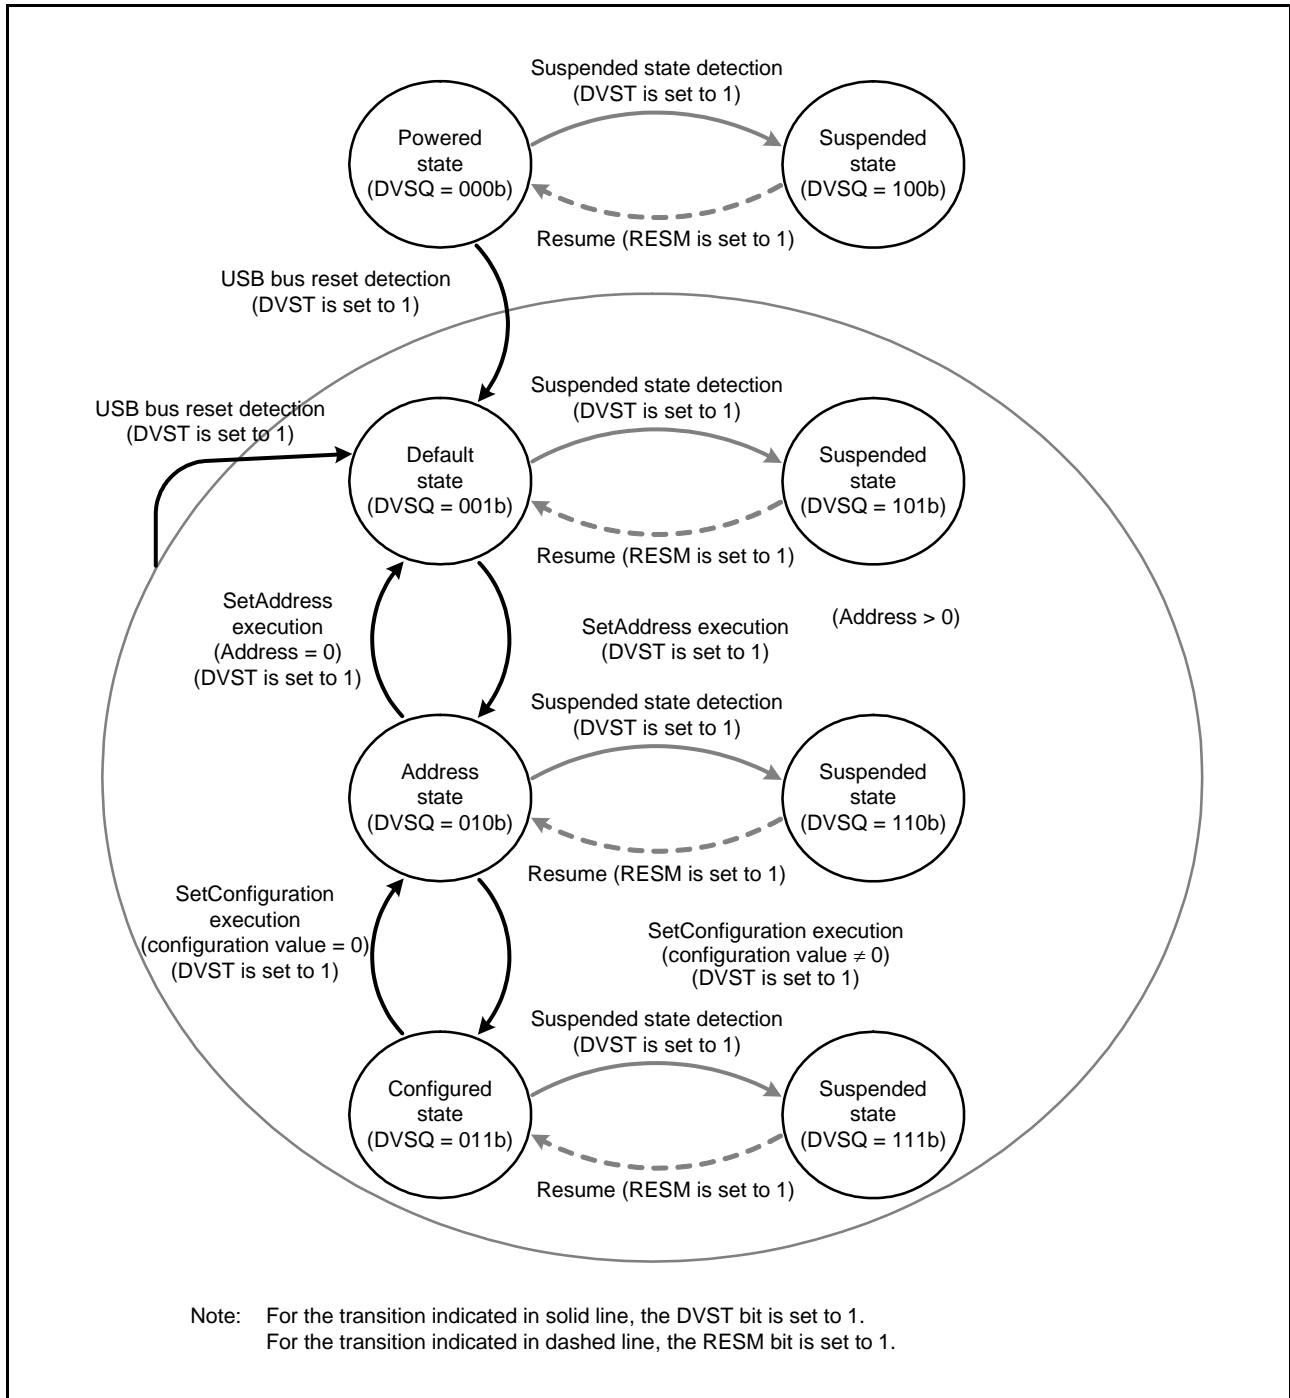 Suspended state detection
(DVST is set to 1)
Powered
state
(DVSQ = 000b)
Suspended
state
(DVSQ = 100b)
Resume (RESM is set to 1)
USB bus reset detection
(DVST is set to 1)
Suspended state detection
(DVST is set to 1)
USB bus reset detection
(DVST is set to 1)
Default
state
(DVSQ = 001b)
Suspended
state
(DVSQ = 101b)
Resume (RESM is set to 1)
SetAddress
execution
(Address = 0)
(DVST is set to 1)
SetAddress execution
(DVST is set to 1)
(Address > 0)
Suspended state detection
(DVST is set to 1)
Address
state
(DVSQ = 010b)
Suspended
state
(DVSQ = 110b)
Resume (RESM is set to 1)
SetConfiguration
execution
(configuration value = 0)
(DVST is set to 1)
SetConfiguration execution
(configuration value ≠ 0)
(DVST is set to 1)
Suspended state detection
(DVST is set to 1)
Configured
state
(DVSQ = 011b)
Suspended
state
(DVSQ = 111b)
Resume (RESM is set to 1)
Note: For the transition indicated in solid line, the DVST bit is set to 1.
For the transition indicated in dashed line, the RESM bit is set to 1.